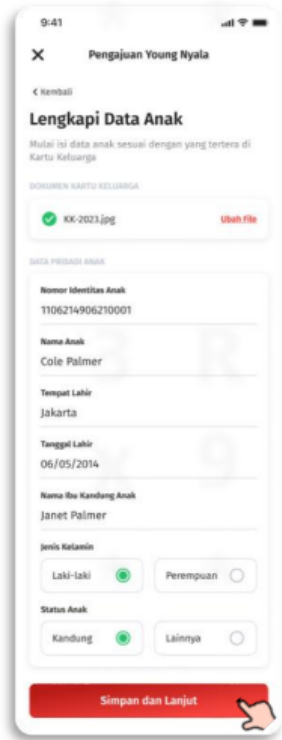 9:41
Pengajuan Young Nyala
Kembali
Lengkapi Data Anak
Mulai isi data anak sesuai dengan yang tertera di
Kartu Keluarga
DOKUMEN KARTU KELUARGA
KK-2023.jpg Ubah File
DATA PRIBADI ANAK
Nomor Identitas Anak
1106214906210001
Nama Anak
Cole Palmer
Tempat Lahir
Jakarta
Tanggal Lahir
06/05/2014
Nama Ibu Kandung Anak
Janet Palmer
Jenis Kelamin
Laki-laki Perempuan
Status Anak
Kandung Lainnya
Simpan dan Lanjut